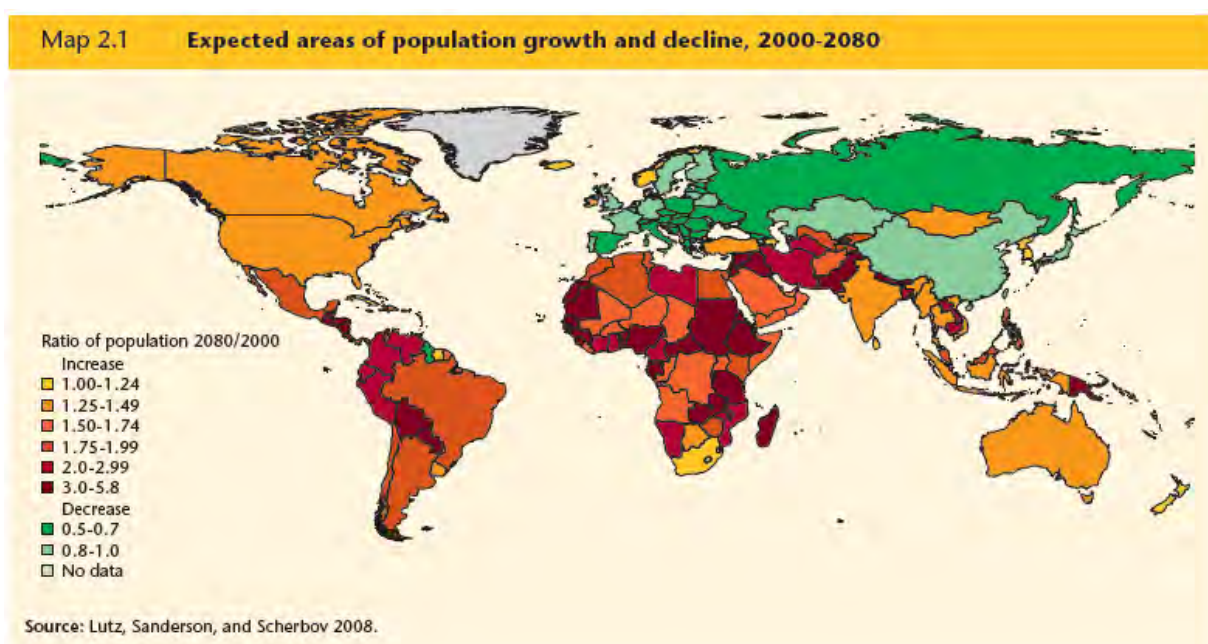 Map 2.1 Expected areas of population growth and decline, 2000-2080
Ratio of population 2080/2000
Increase
1.00-1.24
1.25-1.49
1.50-1.74
1.75-1.99
2.0-2.99
3.0-5.8
Decrease
0.5-0.7
0.8-1.0
No data
Source: Lutz, Sanderson, and Scherbov 2008.